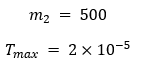 m₂ = 500
Tₘₐₓ = 2 × 10⁻⁵